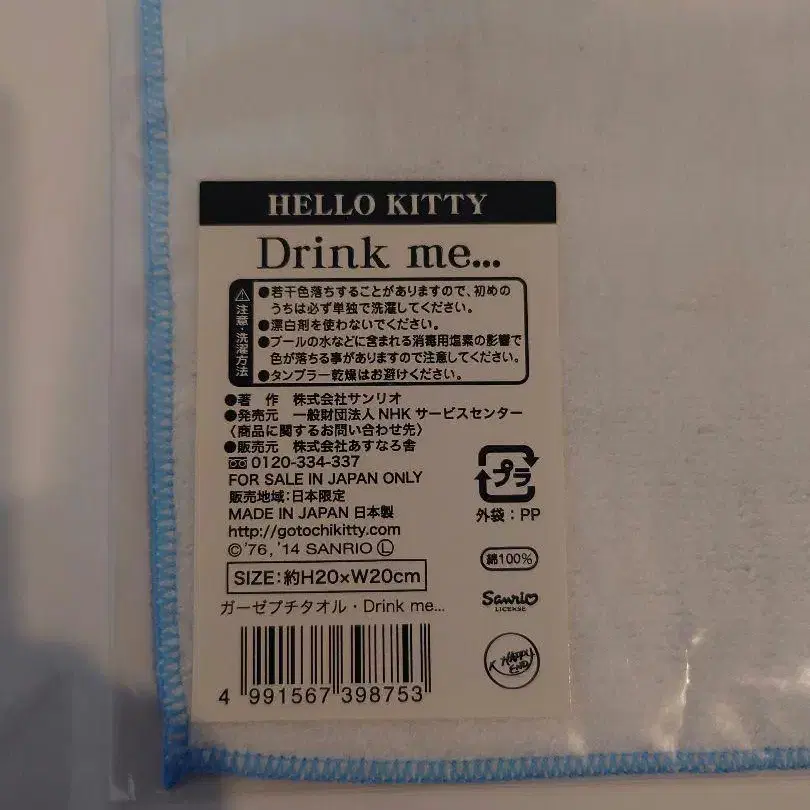 HELLO KITTY
Drink me...
注意・洗濯方法
●若干色落ちすることがありますので、初めの
うちは必ず単独で洗濯してください。
●漂白剤を使わないでください。
●プールの水などに含まれる消毒用塩素の影響で
色が落ちる事がありますので注意してください。
●タンブラー乾燥はお避けください。
●著 作 株式会社サンリオ
●発売元 一般財団法人NHKサービスセンター
〈商品に関するお問い合わせ先〉
●販売元 株式会社あすなろ舎
0120-334-337
FOR SALE IN JAPAN ONLY
販売地域:日本限定
MADE IN JAPAN 日本製
http://gotochikitty.com
©'76,'14 SANRIO Ⓛ
SIZE:約H20×W20cm
ガーゼプチタオル・Drink me...
4 991567 398753
プラ
外袋:PP
綿100%
Sanrio
LICENSE
HAPPY
END